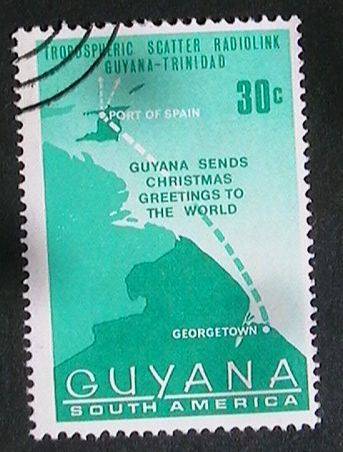 TROPOSPHERIC SCATTER RADIOLINK
GUYANA-TRINIDAD
30c
PORT OF SPAIN
GUYANA SENDS
CHRISTMAS
GREETINGS TO
THE WORLD
GEORGETOWN
GUYANA
SOUTH AMERICA